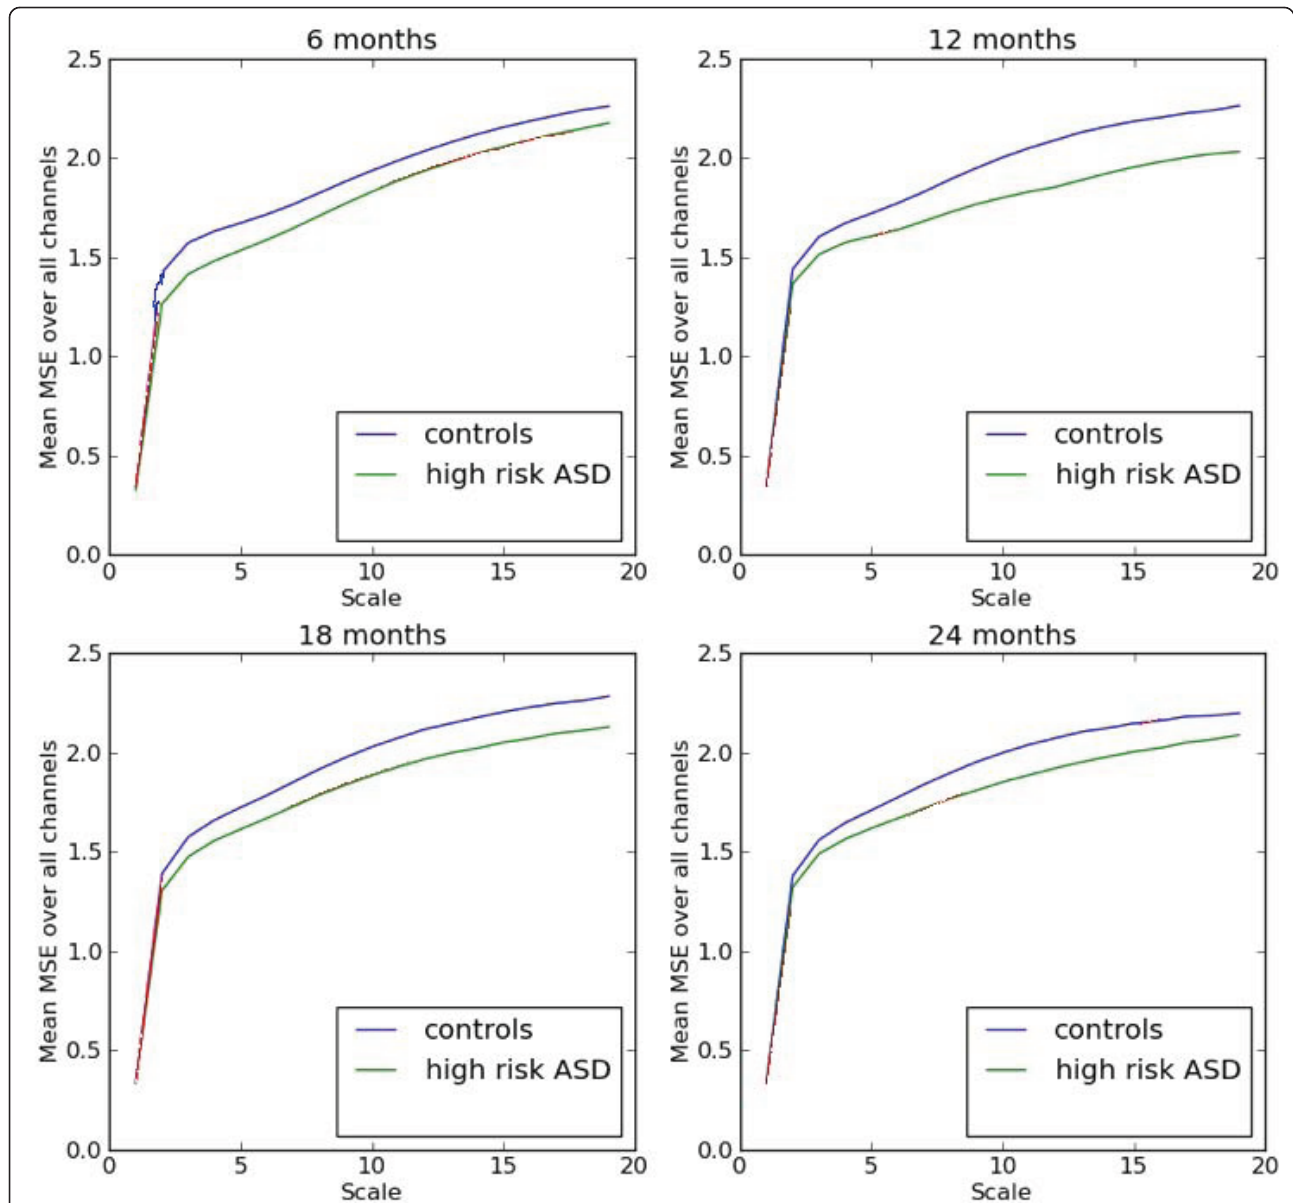 6 months
2.5
2.0
1.5
1.0
0.5
0.0
Mean MSE over all channels
controls
high risk ASD
0 5 10 15 20
Scale
12 months
2.5
2.0
1.5
1.0
0.5
0.0
Mean MSE over all channels
controls
high risk ASD
0 5 10 15 20
Scale
18 months
2.5
2.0
1.5
1.0
0.5
0.0
Mean MSE over all channels
controls
high risk ASD
0 5 10 15 20
Scale
24 months
2.5
2.0
1.5
1.0
0.5
0.0
Mean MSE over all channels
controls
high risk ASD
0 5 10 15 20
Scale